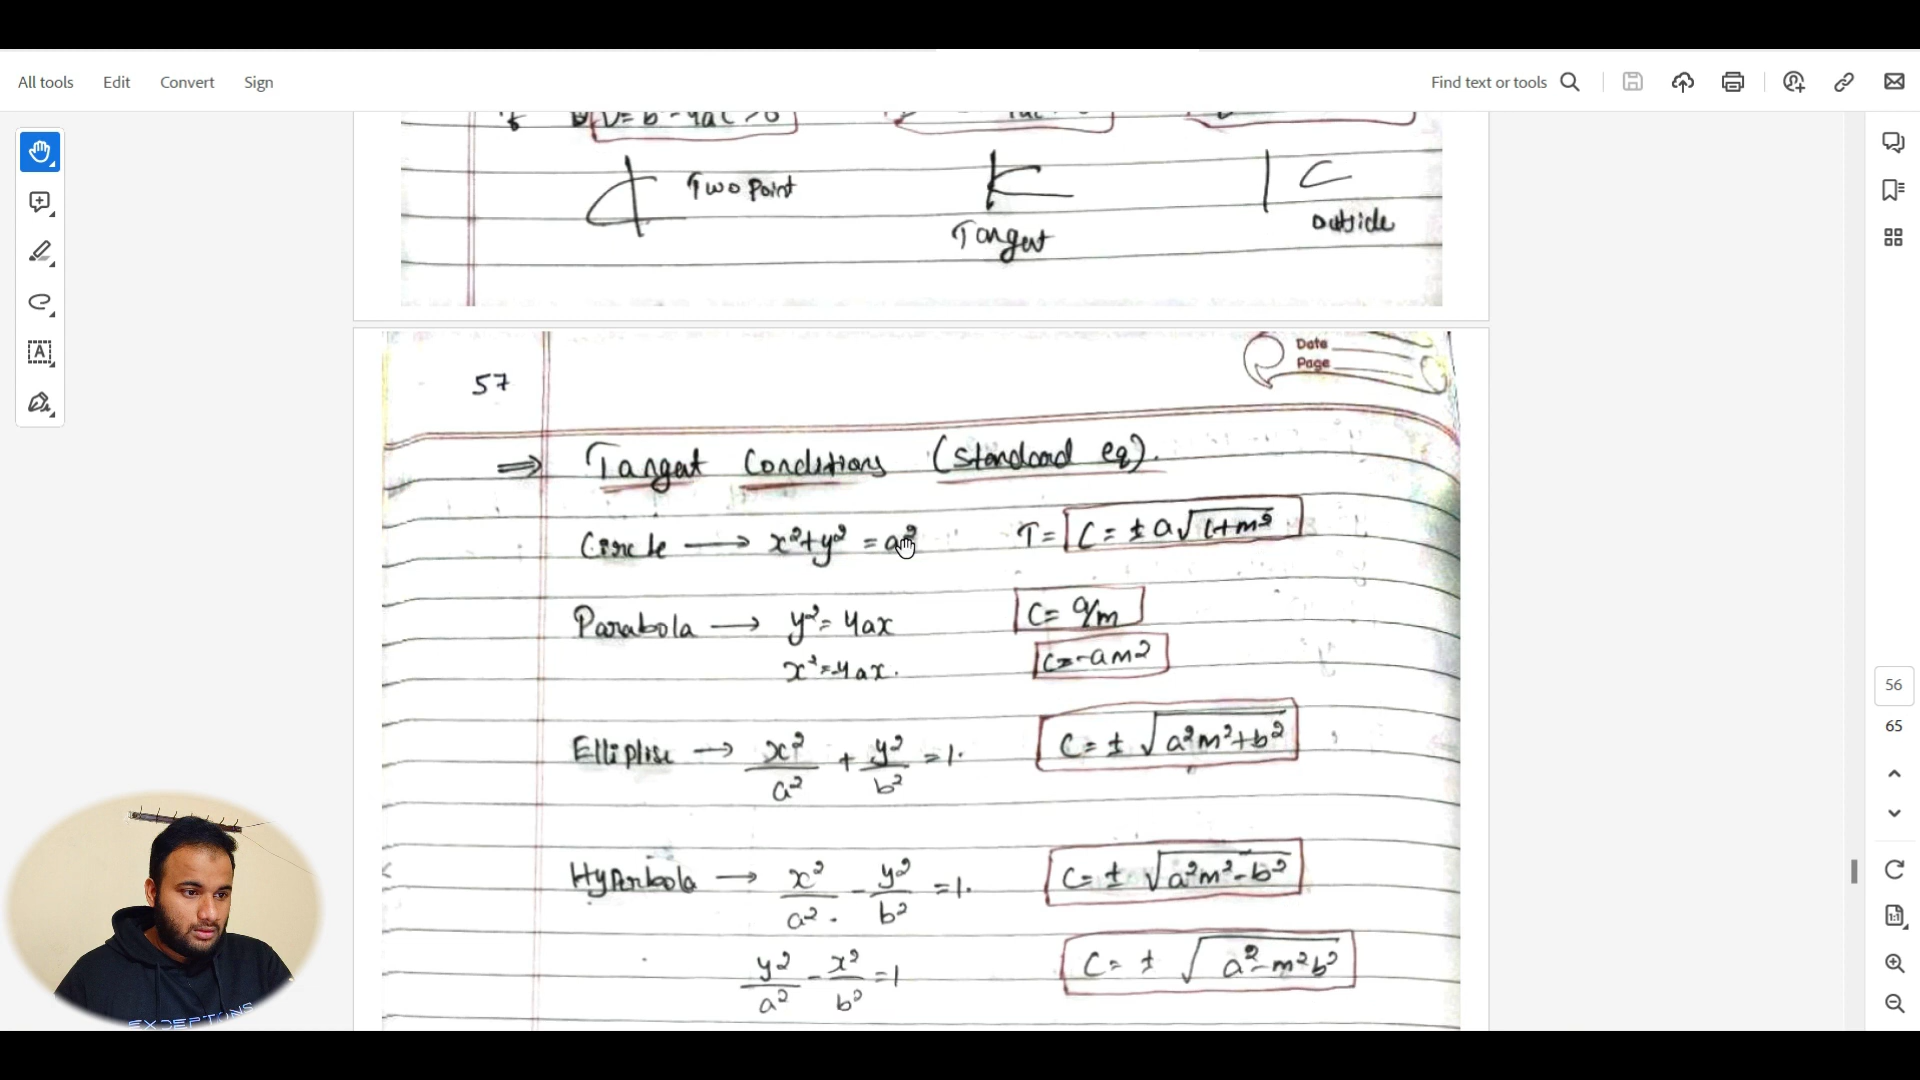 All tools Edit Convert Sign Find text or tools
Two Point
Tangent
Outside
Date
Page
57
⇒ Tangent Conditions (Standard eq).
Circle → x²+y² = a² T= C = ± a√1+m²
Parabola → y² = 4ax C= a/m
x²=4ax. C=-am²
Elliplise → x²/a² + y²/b² =1. C= ± √a²m²+b²
Hyperbola → x²/a². - y²/b² =1. C= ± √a²m²-b²
y²/a² - x²/b² =1 C= ± √a²-m²b²
56
65
EXCEPTIONS